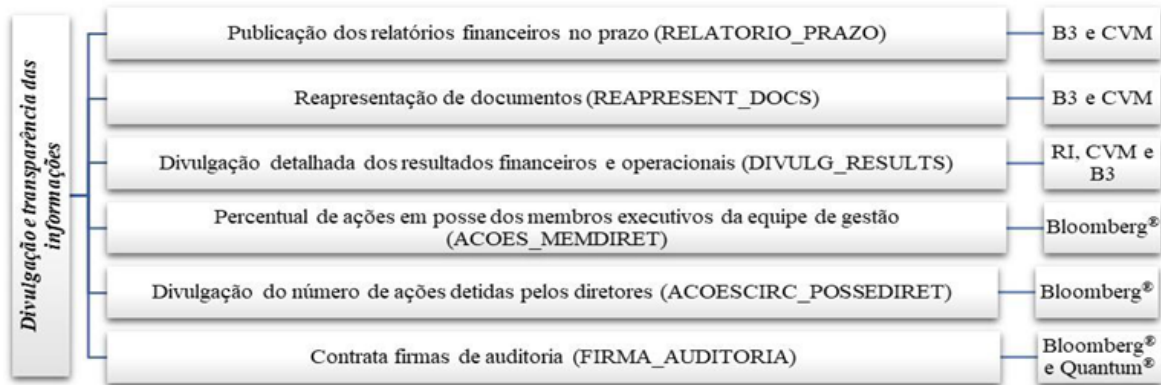 Divulgação e transparência das
informações
Publicação dos relatórios financeiros no prazo (RELATORIO_PRAZO)
B3 e CVM
Reapresentação de documentos (REAPRESENT_DOCS)
B3 e CVM
Divulgação detalhada dos resultados financeiros e operacionais (DIVULG_RESULTS)
RI, CVM e
B3
Percentual de ações em posse dos membros executivos da equipe de gestão
(ACOES_MEMDIRET)
Bloomberg®
Divulgação do número de ações detidas pelos diretores (ACOESCIRC_POSSEDIRET)
Bloomberg®
Contrata firmas de auditoria (FIRMA_AUDITORIA)
Bloomberg®
e Quantum®